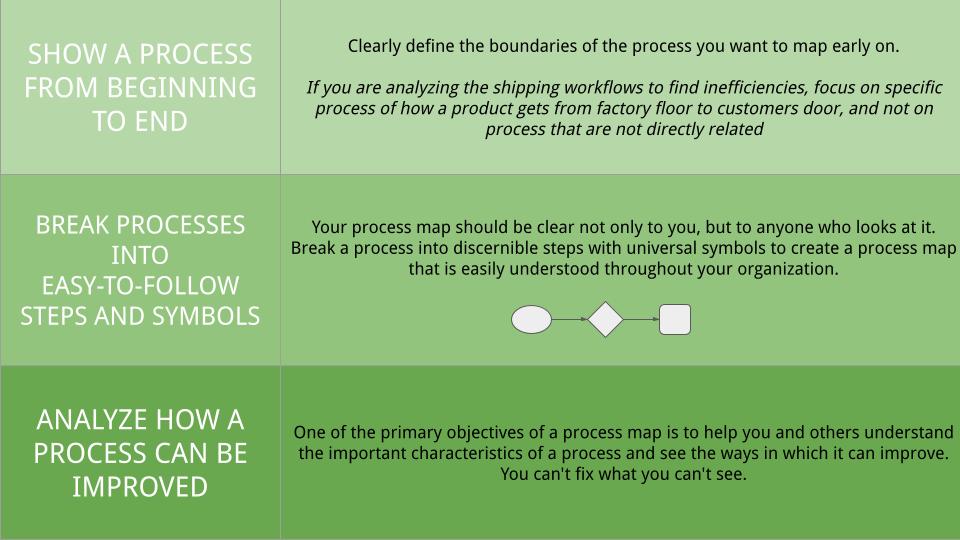 SHOW A PROCESS
FROM BEGINNING
TO END
Clearly define the boundaries of the process you want to map early on.
If you are analyzing the shipping workflows to find inefficiencies, focus on specific
process of how a product gets from factory floor to customers door, and not on
process that are not directly related
BREAK PROCESSES
INTO
EASY-TO-FOLLOW
STEPS AND SYMBOLS
Your process map should be clear not only to you, but to anyone who looks at it.
Break a process into discernible steps with universal symbols to create a process map
that is easily understood throughout your organization.
ANALYZE HOW A
PROCESS CAN BE
IMPROVED
One of the primary objectives of a process map is to help you and others understand
the important characteristics of a process and see the ways in which it can improve.
You can't fix what you can't see.